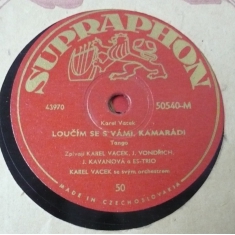 SUPRAPHON
43970
50540-M
Karel Vacek
LOUČÍM SE S VÁMI, KAMARÁDI
Tango
Zpívají KAREL VACEK, J. VONDŘICH,
J. KAVANOVÁ a ES-TRIO
KAREL VACEK se svým orchestrem
50
MADE IN CZECHOSLOVAKIA